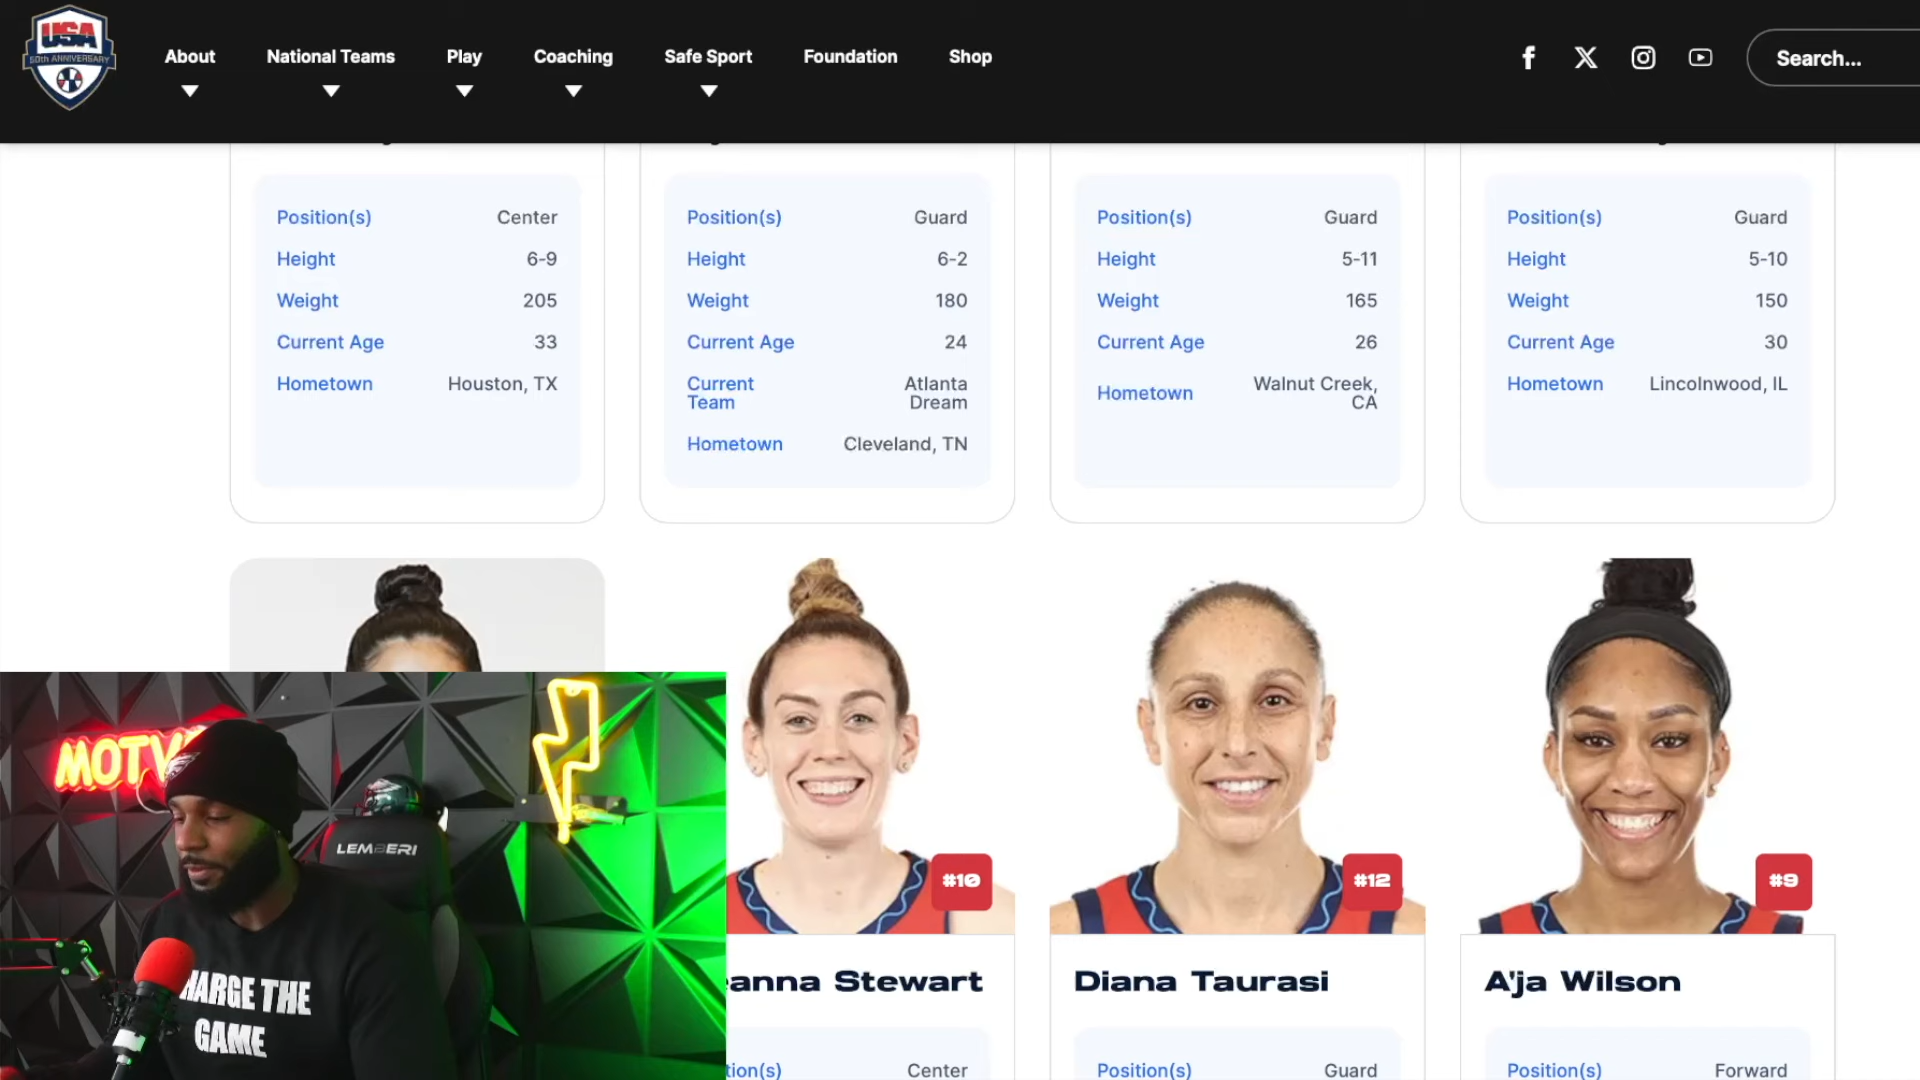 USA
50th ANNIVERSARY
About
National Teams
Play
Coaching
Safe Sport
Foundation
Shop
Search...
Position(s) Center
Height 6-9
Weight 205
Current Age 33
Hometown Houston, TX
Position(s) Guard
Height 6-2
Weight 180
Current Age 24
Current Atlanta
Team Dream
Hometown Cleveland, TN
Position(s) Guard
Height 5-11
Weight 165
Current Age 26
Hometown Walnut Creek,
CA
Position(s) Guard
Height 5-10
Weight 150
Current Age 30
Hometown Lincolnwood, IL
#10
#12
#9
eanna Stewart
Diana Taurasi
A'ja Wilson
tion(s) Center
Position(s) Guard
Position(s) Forward
MOTV
LEMBERI
HARGE THE
GAME